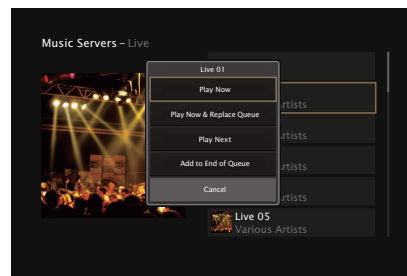 Music Servers – Live
Live 01
Play Now
Play Now & Replace Queue
Play Next
Add to End of Queue
Cancel
Artists
Artists
Artists
Artists
Live 05
Various Artists